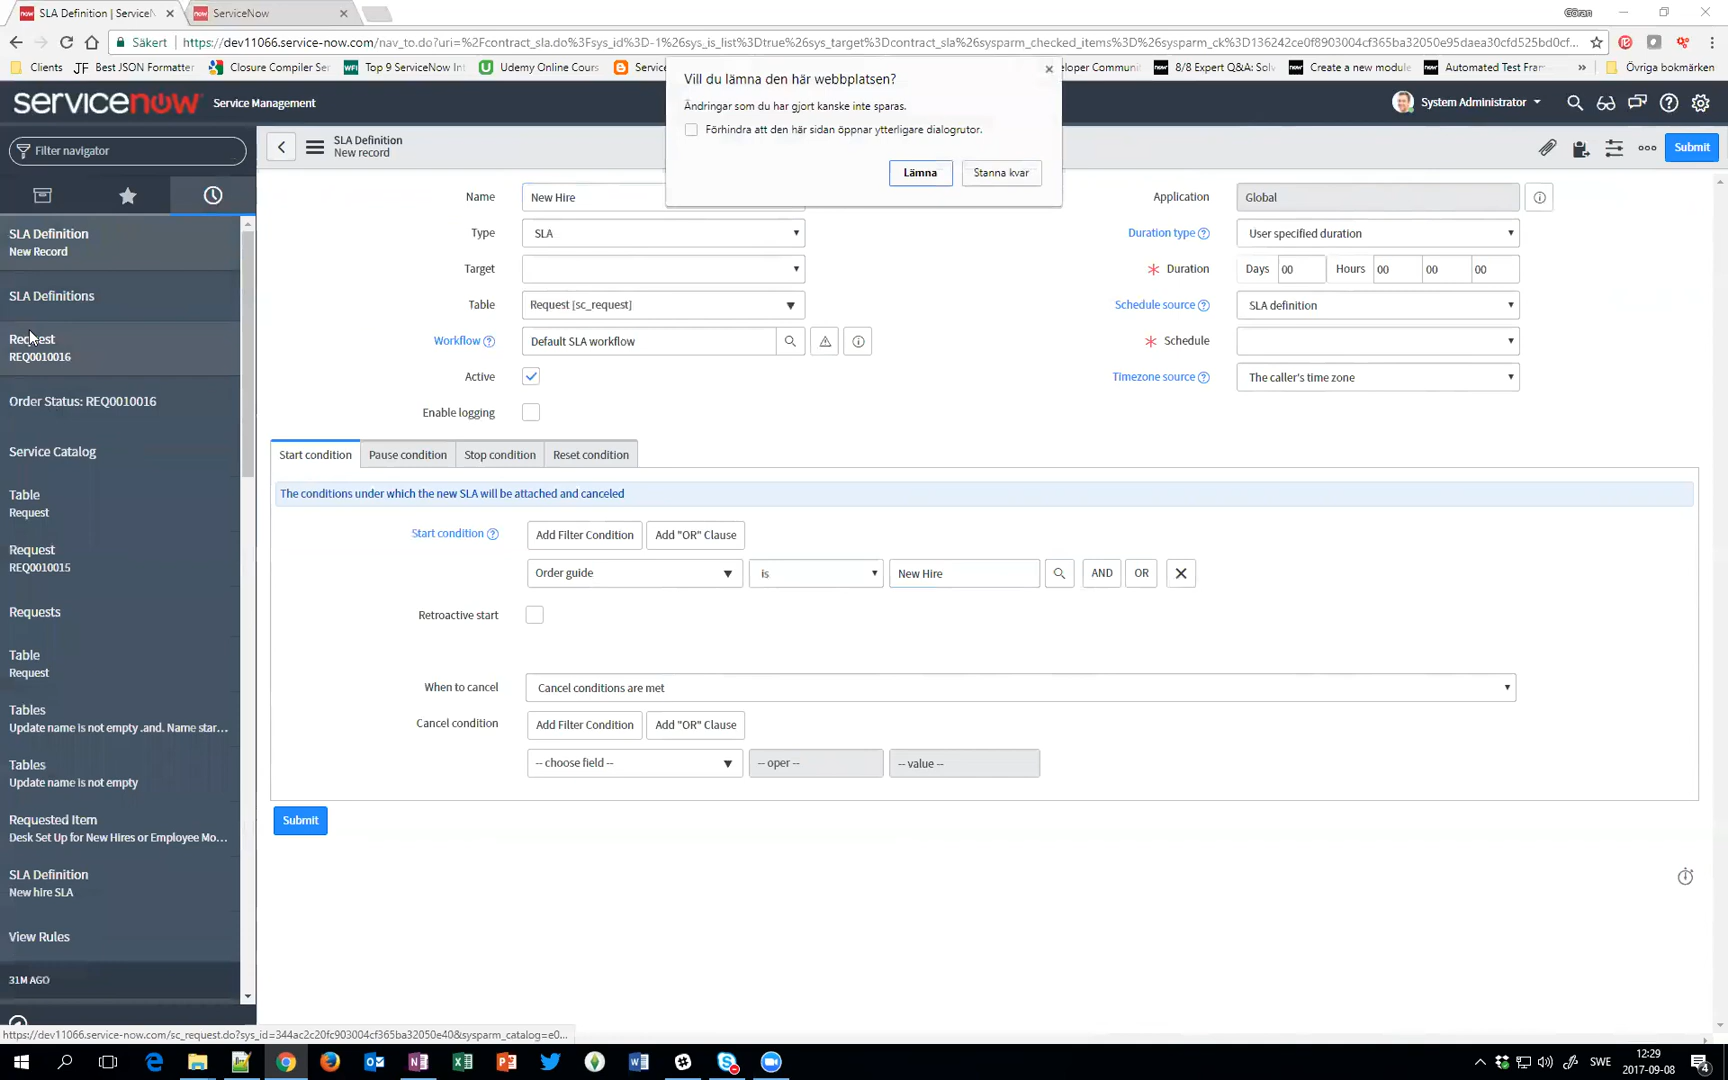 SLA Definition | ServiceN
ServiceNow
Göran
Säkert
https://dev11066.service-now.com/nav_to.do?uri=%2Fcontract_sla.do%3Fsys_id%3D-1%26sys_is_list%3Dtrue%26sys_target%3Dcontract_sla%26sysparm_checked_items%3D%26sysparm_ck%3D136242ce0f8903004cf365ba32050e95daea30cfd525bd0cf...
Clients
Best JSON Formatter
Closure Compiler Ser
Top 9 ServiceNow Int
Udemy Online Cours
Servic
eloper Communi
8/8 Expert Q&A: Solv
Create a new module
Automated Test Fram
»
Övriga bokmärken
Vill du lämna den här webbplatsen?
Ändringar som du har gjort kanske inte sparas.
Förhindra att den här sidan öppnar ytterligare dialogrutor.
Lämna
Stanna kvar
servicenow
Service Management
System Administrator
Filter navigator
SLA Definition
New record
Submit
SLA Definition
New Record
SLA Definitions
Request
REQ0010016
Order Status: REQ0010016
Service Catalog
Table
Request
Request
REQ0010015
Requests
Table
Request
Tables
Update name is not empty .and. Name star...
Tables
Update name is not empty
Requested Item
Desk Set Up for New Hires or Employee Mo...
SLA Definition
New hire SLA
View Rules
31M AGO
Name
New Hire
Type
SLA
Target
Table
Request [sc_request]
Workflow
Default SLA workflow
Active
Enable logging
Application
Global
Duration type
User specified duration
Duration
Days 00 Hours 00 00 00
Schedule source
SLA definition
Schedule
Timezone source
The caller's time zone
Start condition
Pause condition
Stop condition
Reset condition
The conditions under which the new SLA will be attached and canceled
Start condition
Add Filter Condition
Add "OR" Clause
Order guide
is
New Hire
AND
OR
Retroactive start
When to cancel
Cancel conditions are met
Cancel condition
Add Filter Condition
Add "OR" Clause
-- choose field --
-- oper --
-- value --
Submit
https://dev11066.service-now.com/sc_request.do?sys_id=344ac2c20fc903004cf365ba32050e40&sysparm_catalog=e0...
SWE
12:29
2017-09-08
4